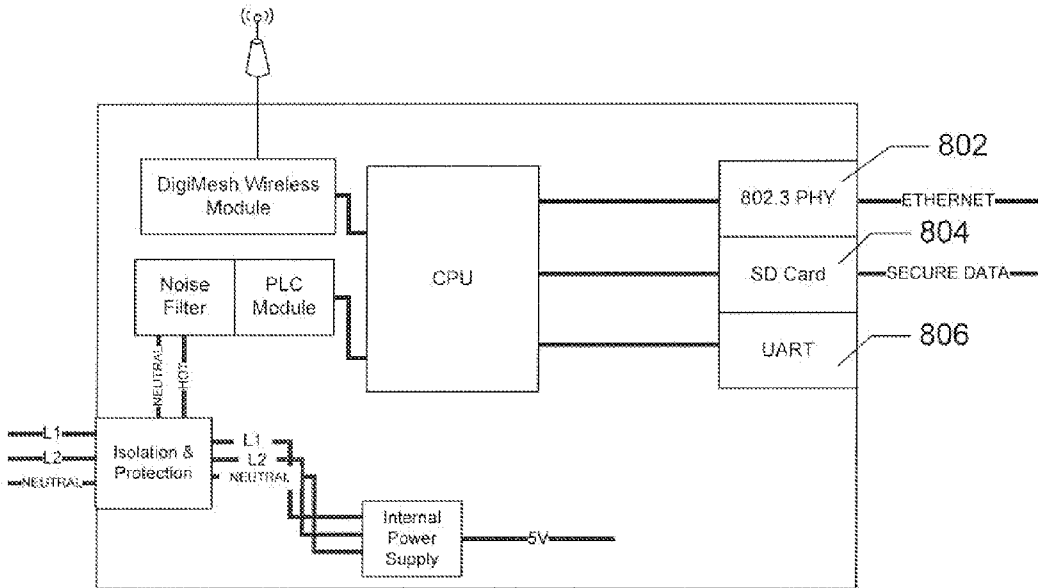 802
DigiMesh Wireless
Module
802.3 PHY
ETHERNET
804
CPU
Noise
Filter
PLC
Module
SD Card
SECURE DATA
806
UART
NEUTRAL
HOT
L1
L2
NEUTRAL
Isolation &
Protection
L1
L2
NEUTRAL
Internal
Power
Supply
5V